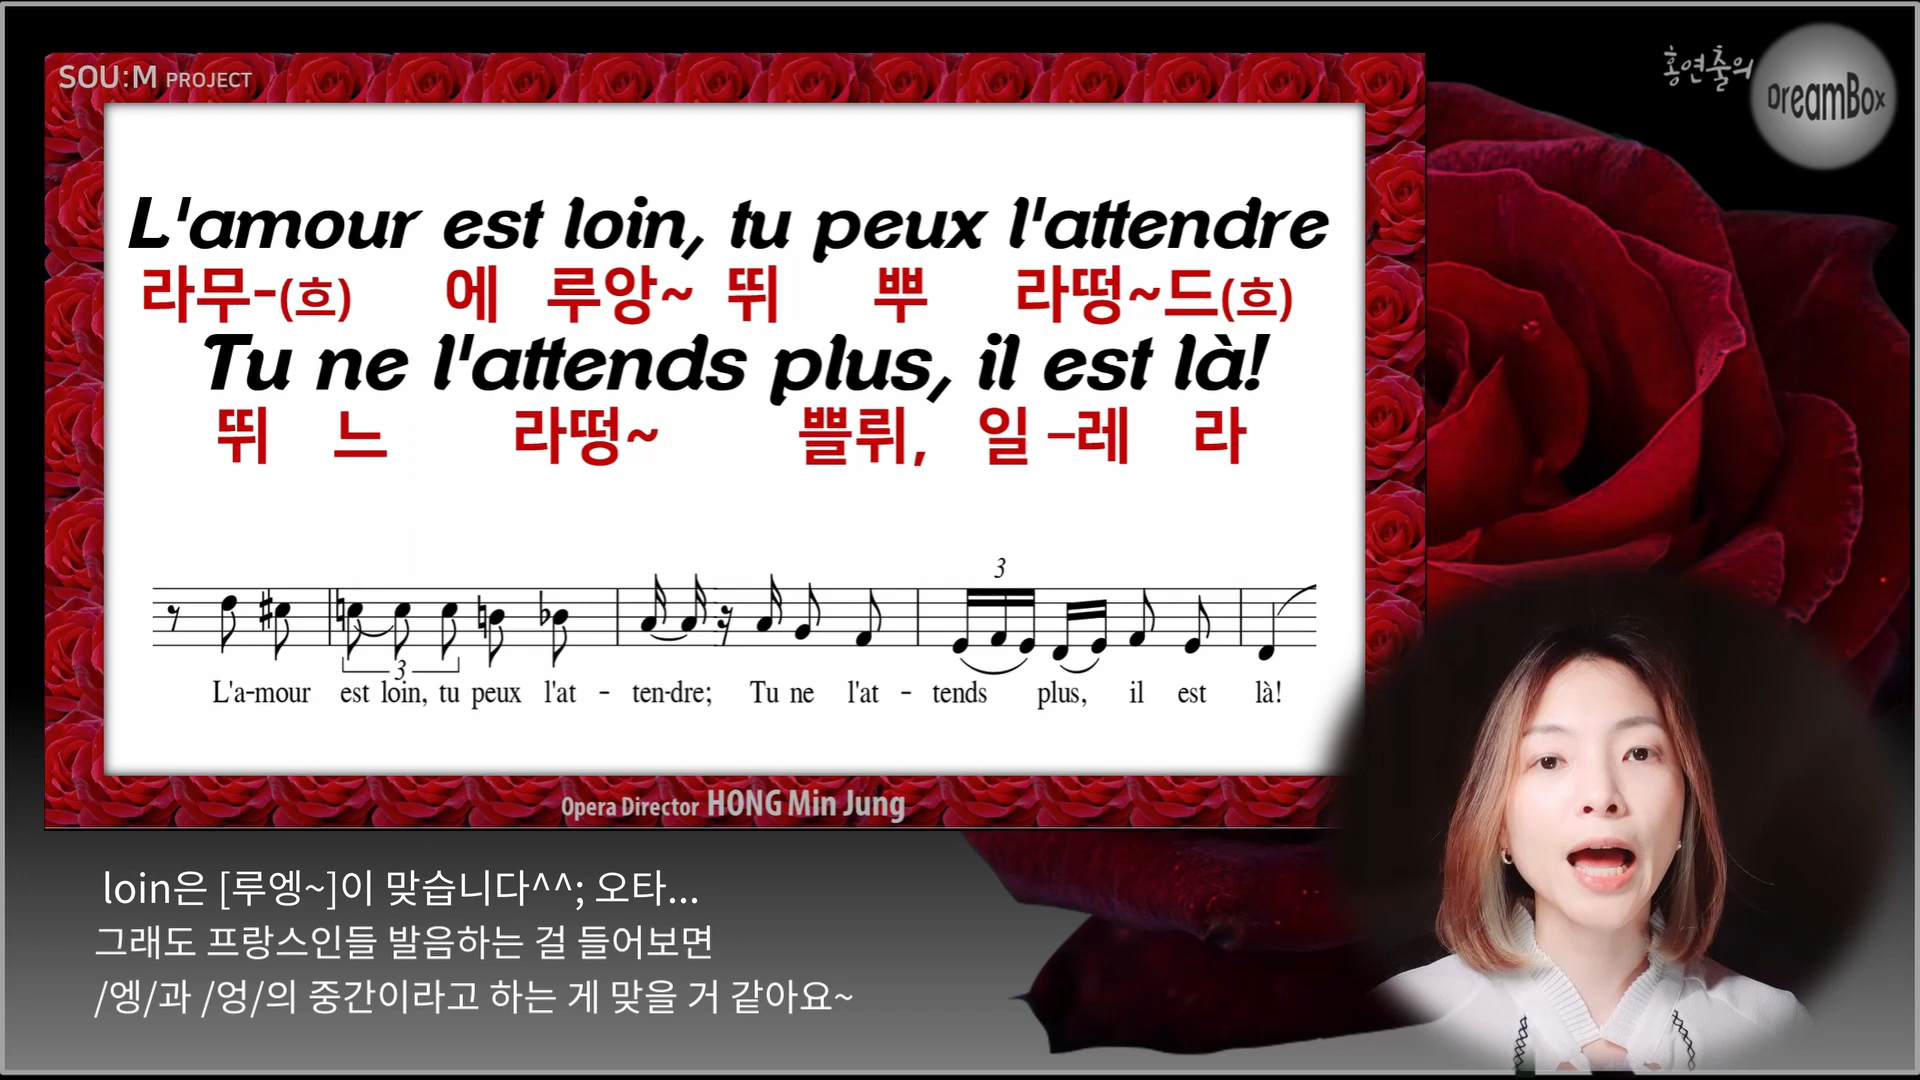 SOU:M PROJECT
홍연출의
DreamBox
L'amour est loin, tu peux l'attendre
라무-(흐) 에 루앙~ 뛰 뿌 라떵~드(흐)
Tu ne l'attends plus, il est là!
뛰 느 라떵~ 쁠뤼, 일 –레 라
3
3
L'a-mour est loin, tu peux l'at - ten-dre; Tu ne l'at - tends plus, il est là!
Opera Director HONG Min Jung
loin은 [루엥~]이 맞습니다^^; 오타...
그래도 프랑스인들 발음하는 걸 들어보면
/엥/과 /엉/의 중간이라고 하는 게 맞을 거 같아요~